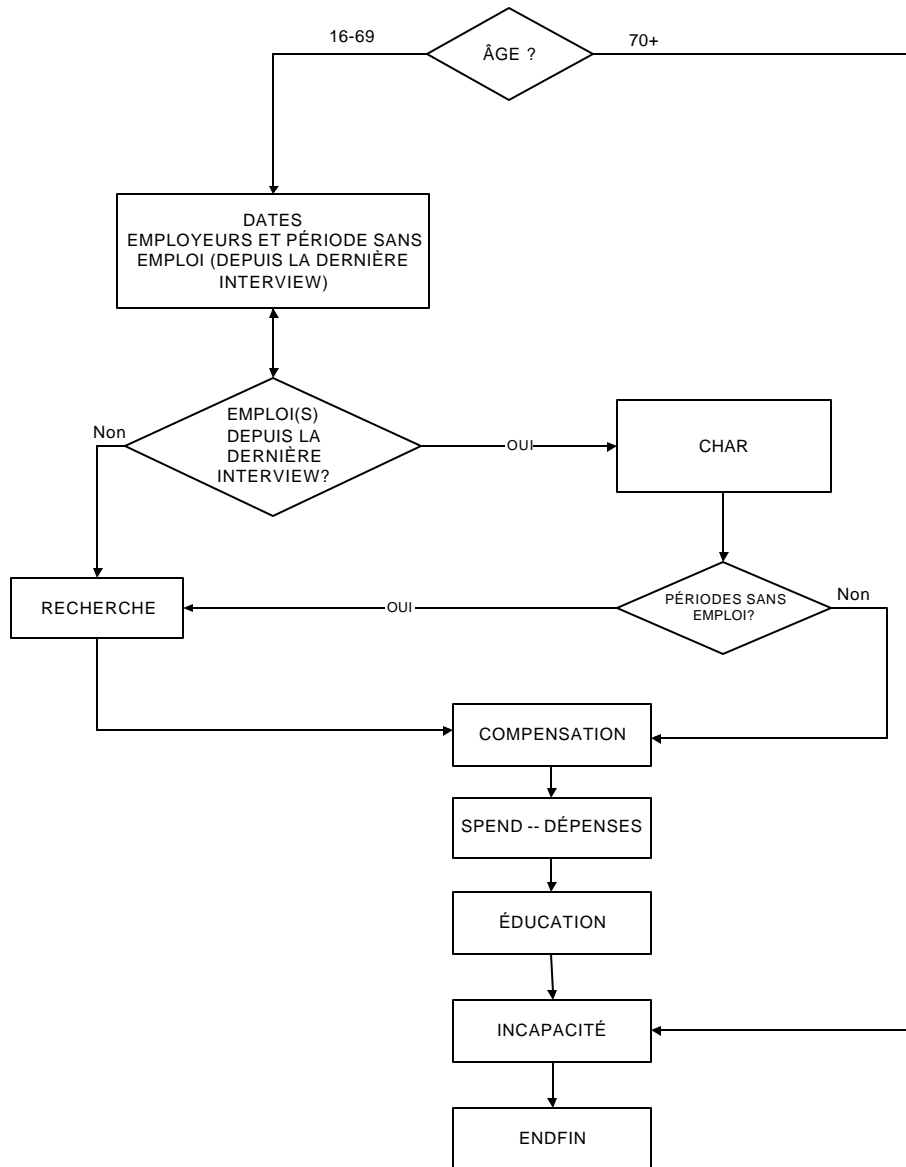 16-69
ÂGE ?
70+
DATES
EMPLOYEURS ET PÉRIODE SANS
EMPLOI (DEPUIS LA DERNIÈRE
INTERVIEW)
EMPLOI(S)
DEPUIS LA
DERNIÈRE
INTERVIEW?
Non
OUI
CHAR
RECHERCHE
OUI
PÉRIODES SANS
EMPLOI?
Non
COMPENSATION
SPEND -- DÉPENSES
ÉDUCATION
INCAPACITÉ
ENDFIN